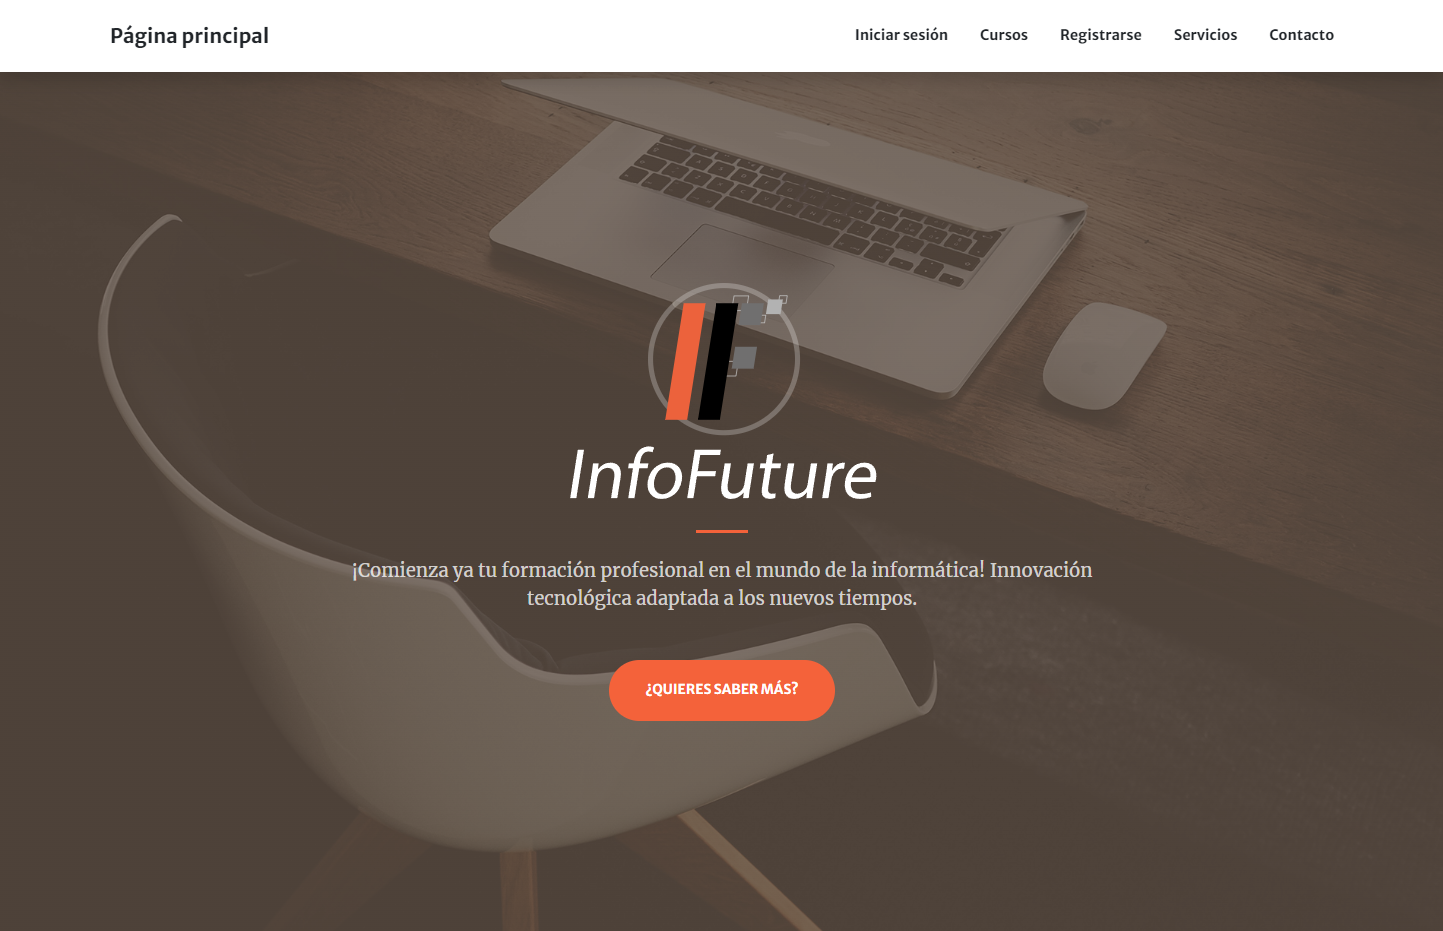 Página principal
Iniciar sesión Cursos Registrarse Servicios Contacto
InfoFuture
¡Comienza ya tu formación profesional en el mundo de la informática! Innovación
tecnológica adaptada a los nuevos tiempos.
¿QUIERES SABER MÁS?